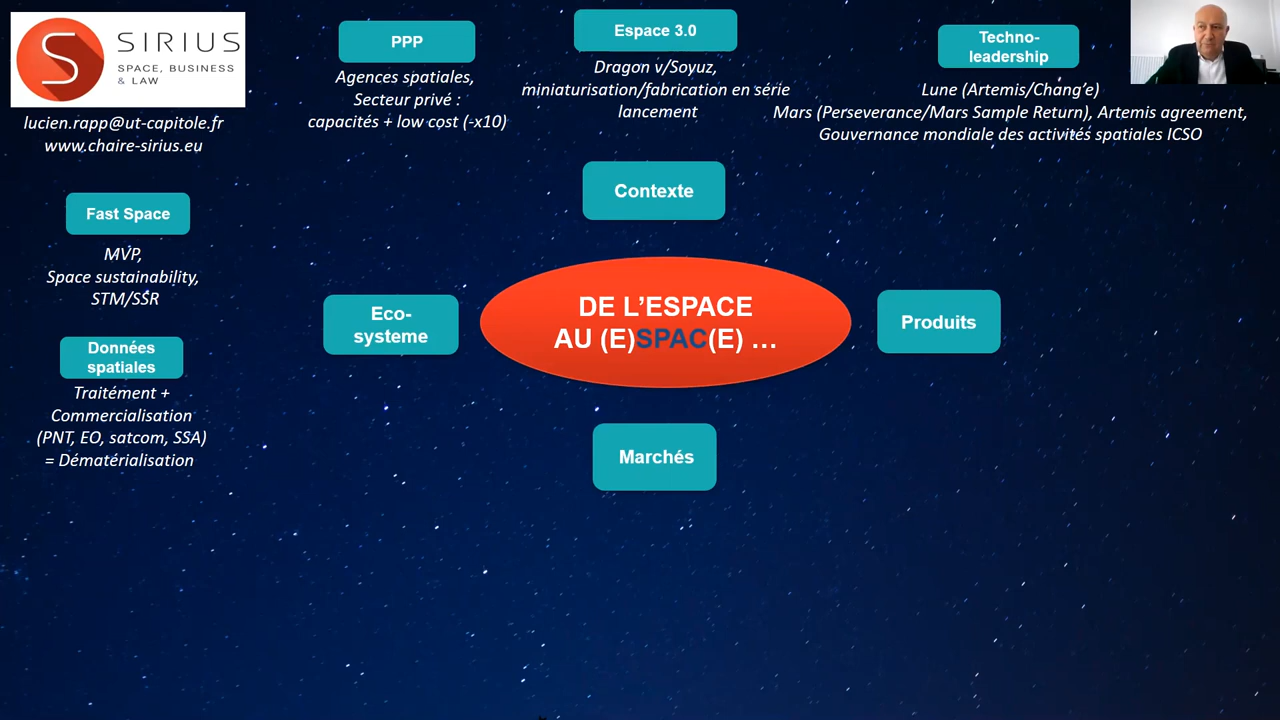 SIRIUS
SPACE, BUSINESS
& LAW
lucien.rapp@ut-capitole.fr
www.chaire-sirius.eu
PPP
Agences spatiales,
Secteur privé :
capacités + low cost (-x10)
Espace 3.0
Dragon v/Soyuz,
miniaturisation/fabrication en série
lancement
Techno-
leadership
Lune (Artemis/Chang'e)
Mars (Perseverance/Mars Sample Return), Artemis agreement,
Gouvernance mondiale des activités spatiales ICSO
Contexte
Fast Space
MVP,
Space sustainability,
STM/SSR
Données
spatiales
Traitément +
Commercialisation
(PNT, EO, satcom, SSA)
= Dématérialisation
Eco-
systeme
DE L'ESPACE
AU (E)SPAC(E) ...
Produits
Marchés